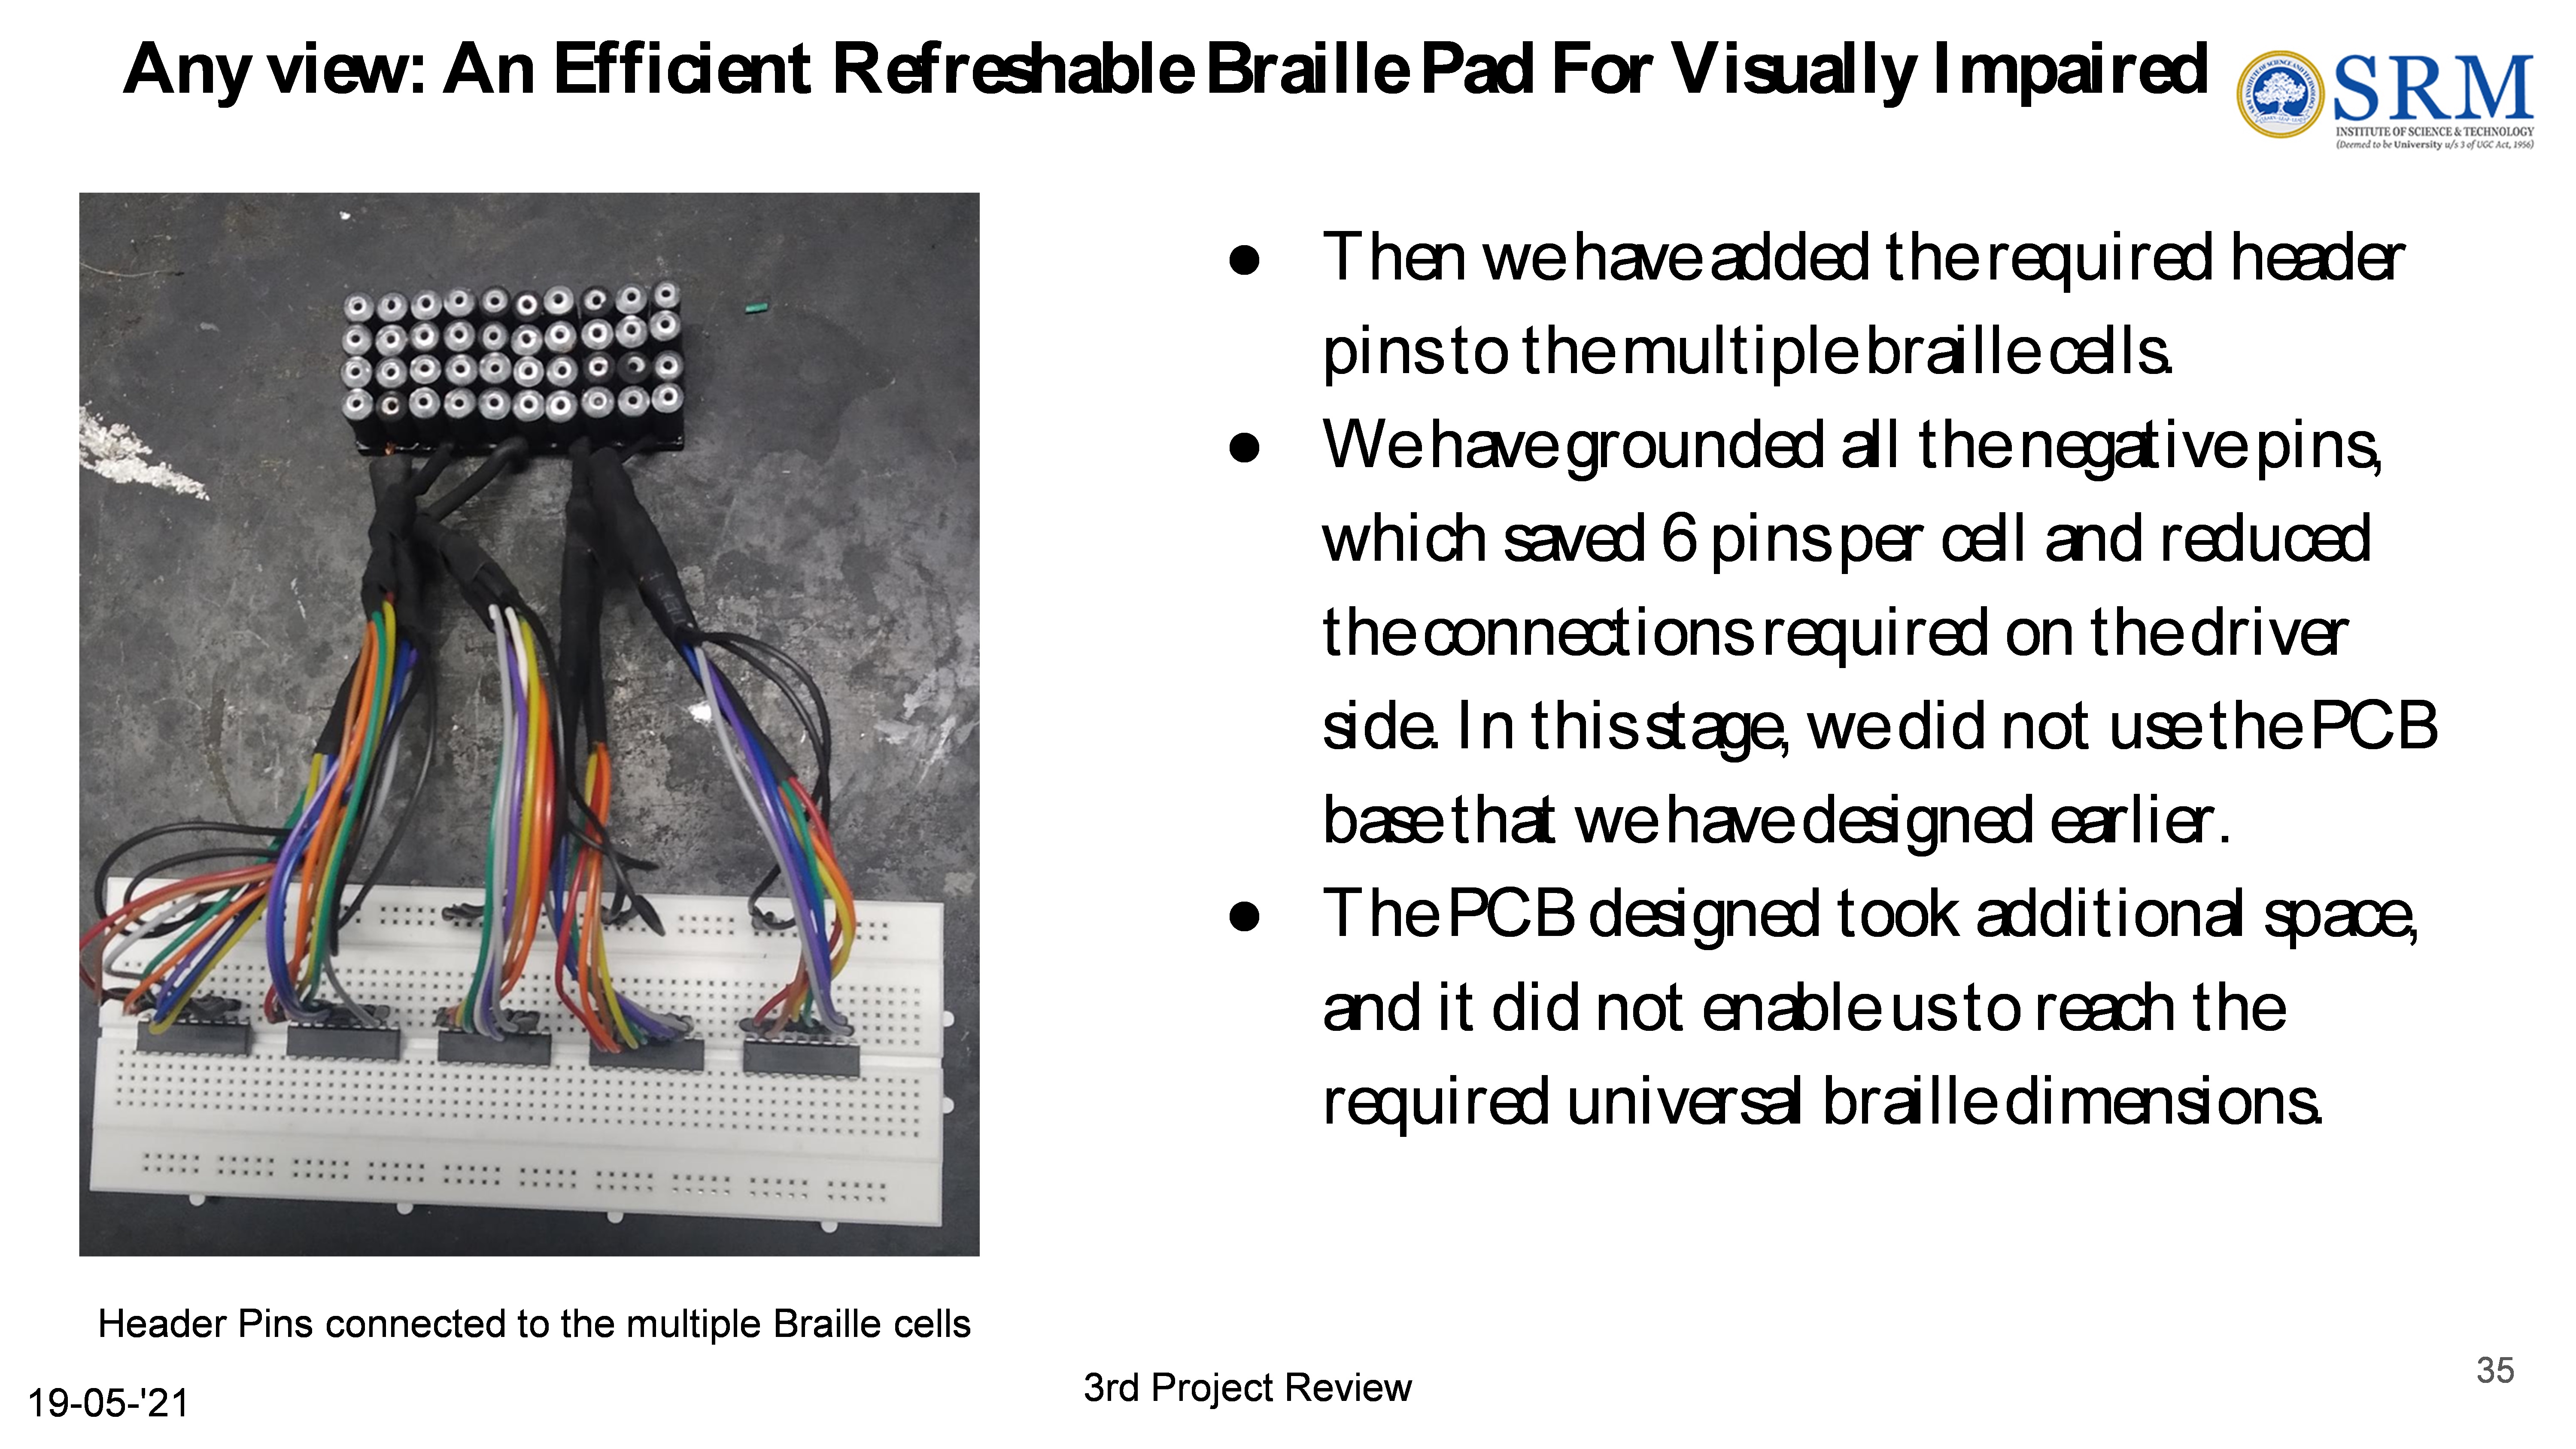 Any view: An Efficient Refreshable Braille Pad For Visually Impaired
SRM
INSTITUTE OF SCIENCE & TECHNOLOGY
(Deemed to be University u/s 3 of UGC Act, 1956)
● Then we have added the required header
pins to the multiple braille cells.
● We have grounded all the negative pins,
which saved 6 pins per cell and reduced
the connections required on the driver
side. In this stage, we did not use the PCB
base that we have designed earlier.
● The PCB designed took additional space,
and it did not enable us to reach the
required universal braille dimensions.
Header Pins connected to the multiple Braille cells
19-05-'21
3rd Project Review
35